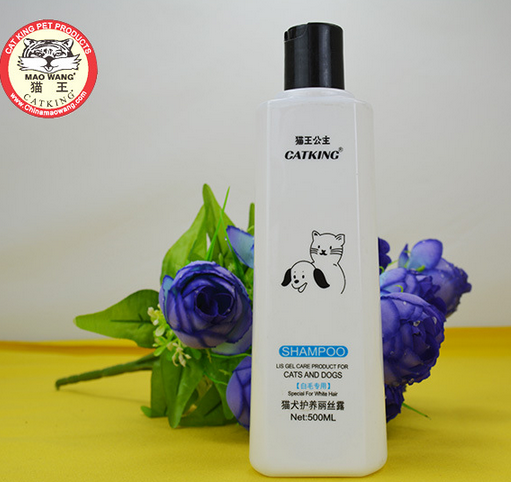 CAT KING PET PRODUCTS
MAO WANG
猫 王
CATKING
www.Chinamaowang.com
猫王公主
CATKING®
SHAMPOO
LIS GEL CARE PRODUCT FOR
CATS AND DOGS
【白毛专用】
Special For White Hair
猫犬护养丽丝露
Net:500ML